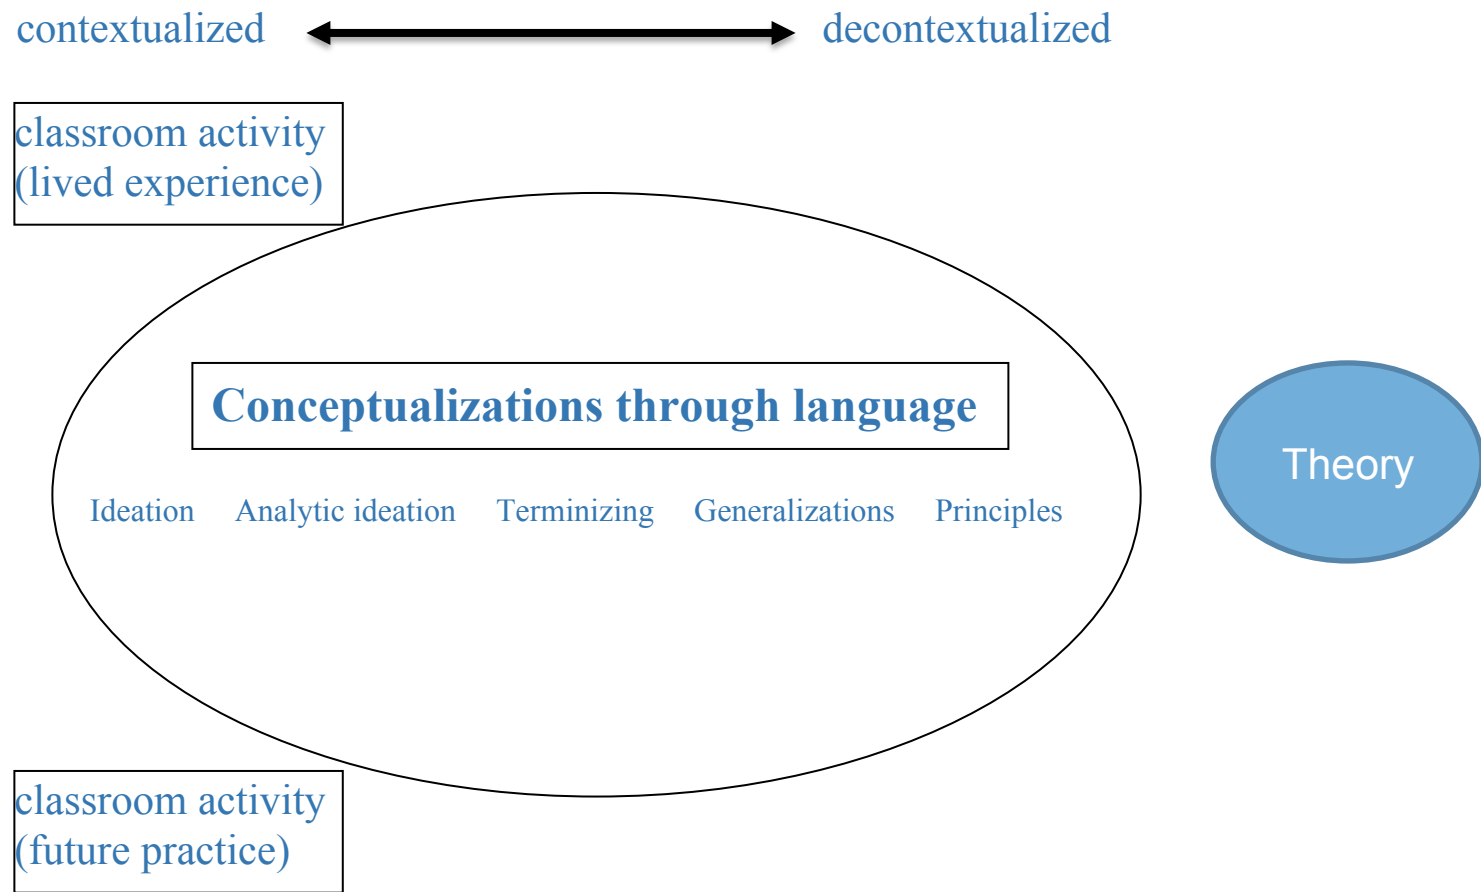 contextualized decontextualized
classroom activity
(lived experience)
Conceptualizations through language
Theory
Ideation Analytic ideation Terminizing Generalizations Principles
classroom activity
(future practice)